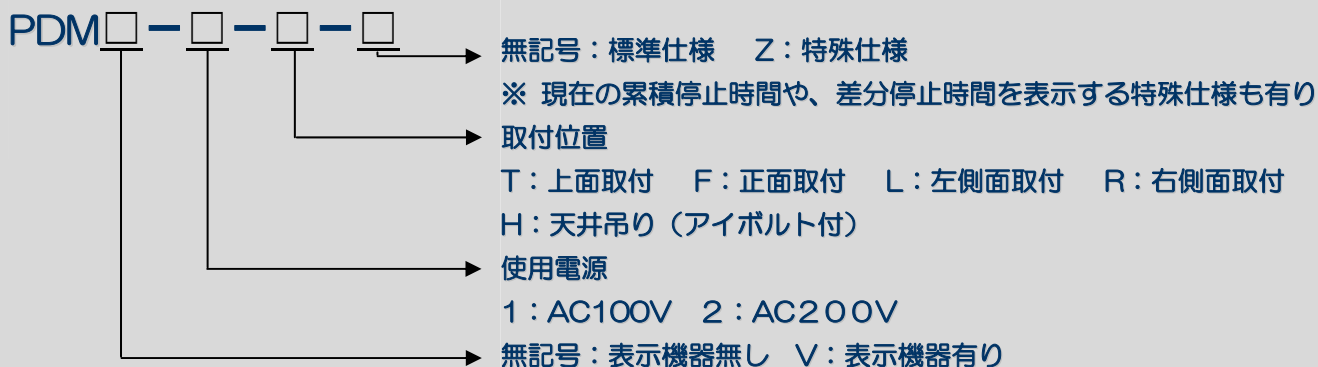 PDM□－□－□－□
無記号：標準仕様　Z：特殊仕様
※ 現在の累積停止時間や、差分停止時間を表示する特殊仕様も有り
取付位置
T：上面取付　F：正面取付　L：左側面取付　R：右側面取付
H：天井吊り（アイボルト付）
使用電源
1：AC100V　２：AC２００V
無記号：表示機器無し　V：表示機器有り